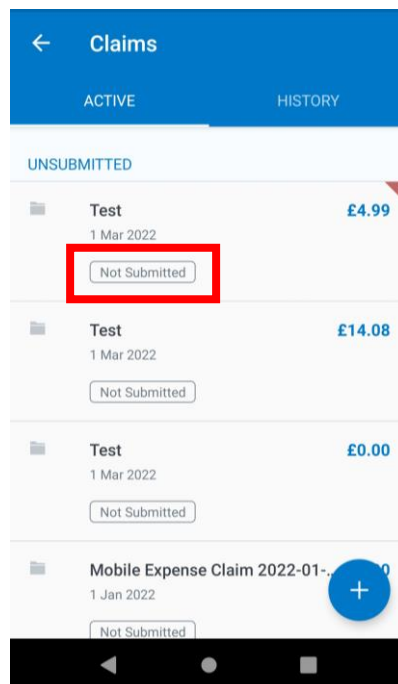 Claims
ACTIVE HISTORY
UNSUBMITTED
Test £4.99
1 Mar 2022
Not Submitted
Test £14.08
1 Mar 2022
Not Submitted
Test £0.00
1 Mar 2022
Not Submitted
Mobile Expense Claim 2022-01-...
1 Jan 2022
Not Submitted